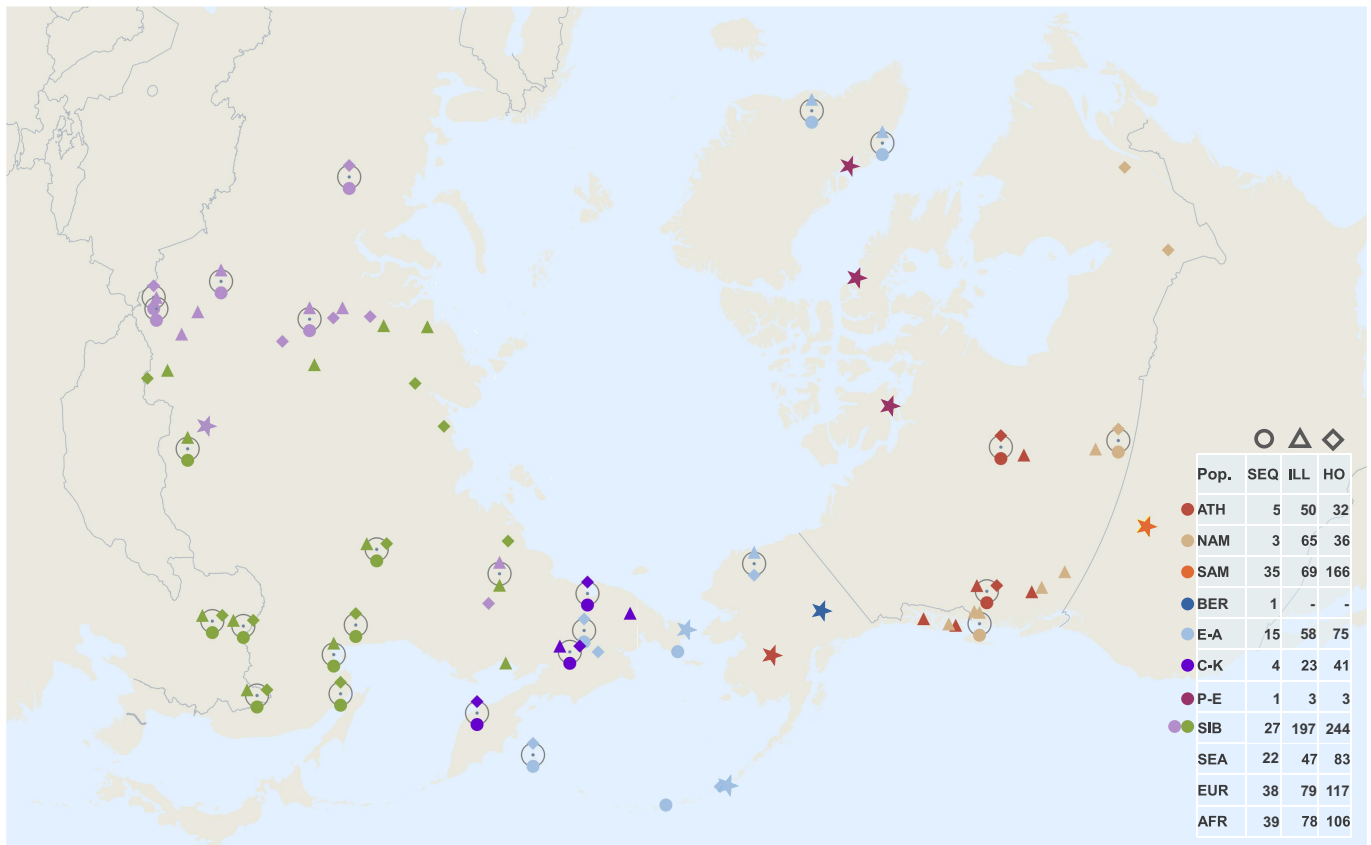 Pop. SEQ ILL HO
ATH 5 50 32
NAM 3 65 36
SAM 35 69 166
BER 1 - -
E-A 15 58 75
C-K 4 23 41
P-E 1 3 3
SIB 27 197 244
SEA 22 47 83
EUR 38 79 117
AFR 39 78 106